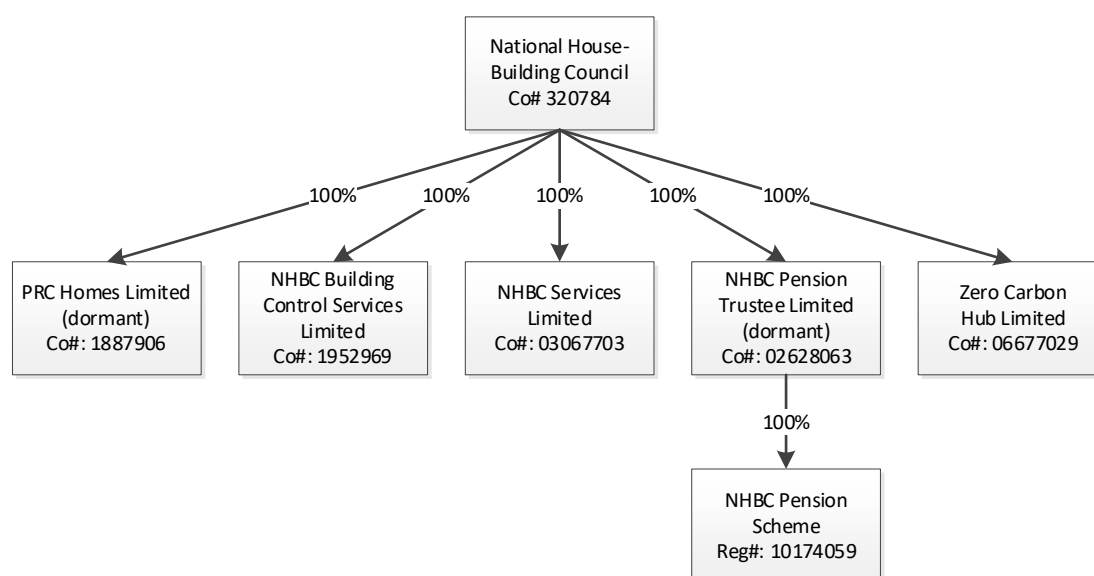 National House-
Building Council
Co# 320784
100%
100%
100%
100%
100%
PRC Homes Limited
(dormant)
Co#: 1887906
NHBC Building
Control Services
Limited
Co#: 1952969
NHBC Services
Limited
Co#: 03067703
NHBC Pension
Trustee Limited
(dormant)
Co#: 02628063
Zero Carbon
Hub Limited
Co#: 06677029
100%
NHBC Pension
Scheme
Reg#: 10174059